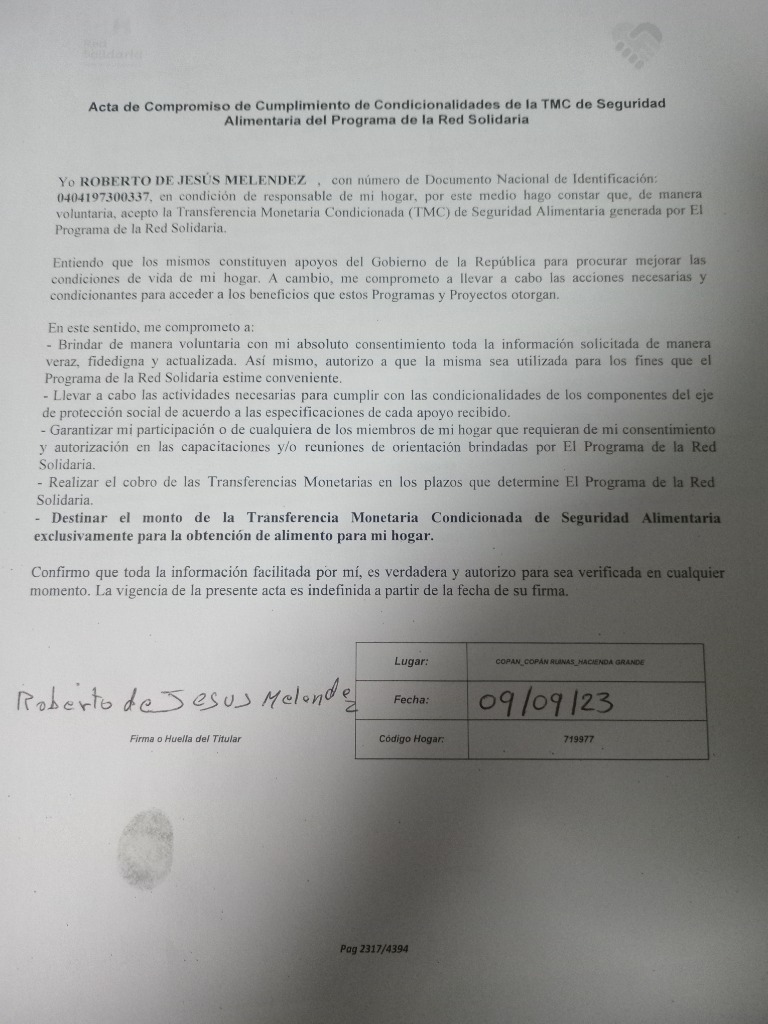 Red
Solidaria
Acta de Compromiso de Cumplimiento de Condicionalidades de la TMC de Seguridad
Alimentaria del Programa de la Red Solidaria
Yo ROBERTO DE JESÚS MELENDEZ , con número de Documento Nacional de Identificación:
0404197300337, en condición de responsable de mi hogar, por este medio hago constar que, de manera
voluntaria, acepto la Transferencia Monetaria Condicionada (TMC) de Seguridad Alimentaria generada por El
Programa de la Red Solidaria.
Entiendo que los mismos constituyen apoyos del Gobierno de la República para procurar mejorar las
condiciones de vida de mi hogar. A cambio, me comprometo a llevar a cabo las acciones necesarias y
condicionantes para acceder a los beneficios que estos Programas y Proyectos otorgan.
En este sentido, me comprometo a:
- Brindar de manera voluntaria con mi absoluto consentimiento toda la información solicitada de manera
veraz, fidedigna y actualizada. Así mismo, autorizo a que la misma sea utilizada para los fines que el
Programa de la Red Solidaria estime conveniente.
- Llevar a cabo las actividades necesarias para cumplir con las condicionalidades de los componentes del eje
de protección social de acuerdo a las especificaciones de cada apoyo recibido.
- Garantizar mi participación o de cualquiera de los miembros de mi hogar que requieran de mi consentimiento
y autorización en las capacitaciones y/o reuniones de orientación brindadas por El Programa de la Red
Solidaria.
- Realizar el cobro de las Transferencias Monetarias en los plazos que determine El Programa de la Red
Solidaria.
- Destinar el monto de la Transferencia Monetaria Condicionada de Seguridad Alimentaria
exclusivamente para la obtención de alimento para mi hogar.
Confirmo que toda la información facilitada por mí, es verdadera y autorizo para sea verificada en cualquier
momento. La vigencia de la presente acta es indefinida a partir de la fecha de su firma.
Roberto de Jesus Melendez
Firma o Huella del Titular
Lugar: COPAN_COPÁN RUINAS_HACIENDA GRANDE
Fecha: 09/09/23
Código Hogar: 719977
Pag 2317/4394